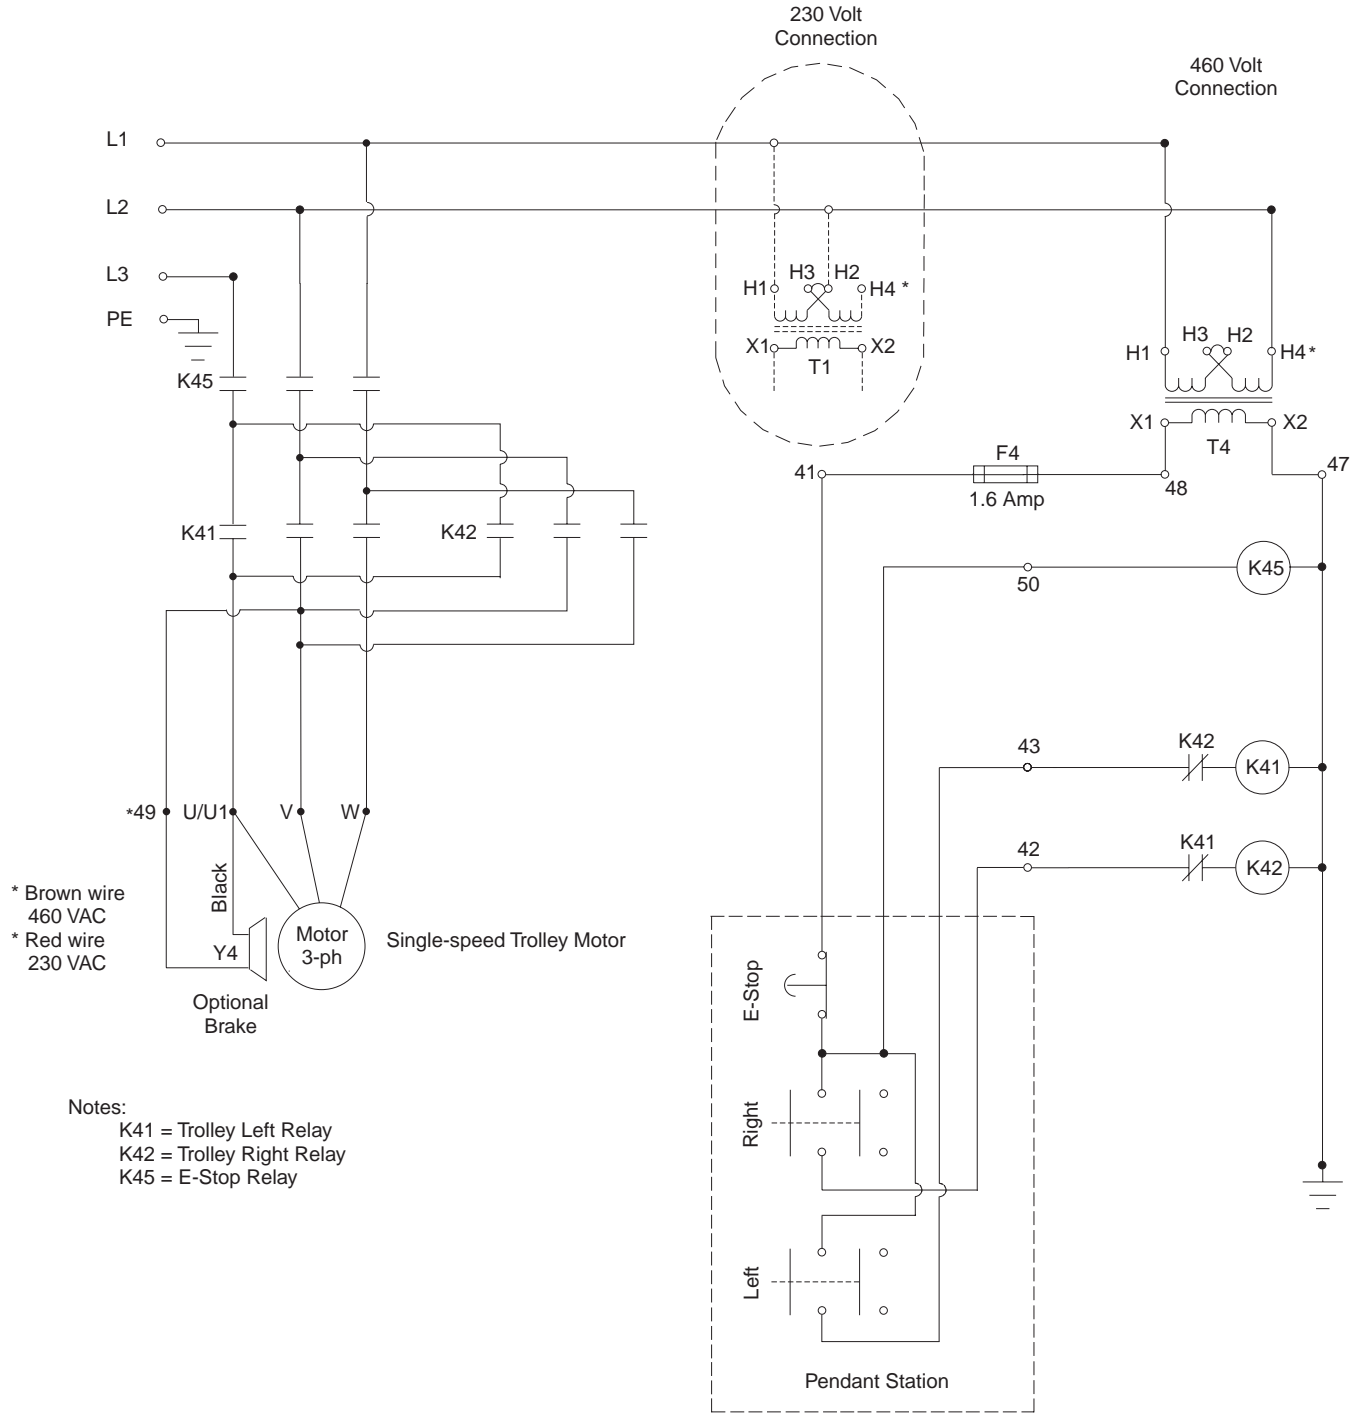 230 Volt
Connection
460 Volt
Connection
L1
L2
L3
PE
H1
H3
H2
H4 *
X1
X2
T1
H1
H3
H2
H4 *
X1
X2
T4
K45
F4
41
48
47
1.6 Amp
K41
K42
K45
50
43
K42
K41
*49
U/U1
V
W
42
K41
K42
Black
* Brown wire
460 VAC
* Red wire
230 VAC
Y4
Motor
3-ph
Single-speed Trolley Motor
Optional
Brake
E-Stop
Right
Left
Pendant Station
Notes:
K41 = Trolley Left Relay
K42 = Trolley Right Relay
K45 = E-Stop Relay